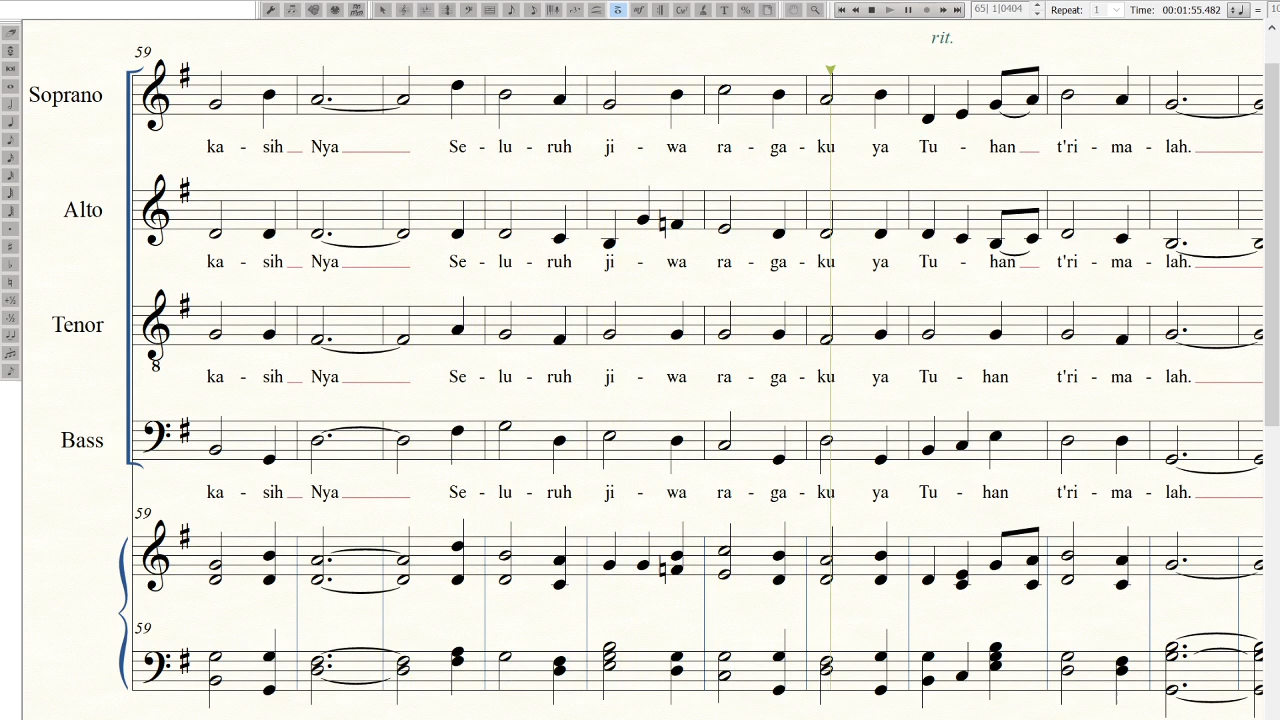 65| 1|0404 Repeat: 1 Time: 00:01:55.482 =
rit.
59
Soprano
ka - sih Nya Se - lu - ruh ji - wa ra - ga - ku ya Tu - han t'ri - ma - lah.
Alto
ka - sih Nya Se - lu - ruh ji - wa ra - ga - ku ya Tu - han t'ri - ma - lah.
Tenor
8
ka - sih Nya Se - lu - ruh ji - wa ra - ga - ku ya Tu - han t'ri - ma - lah.
Bass
ka - sih Nya Se - lu - ruh ji - wa ra - ga - ku ya Tu - han t'ri - ma - lah.
59
59